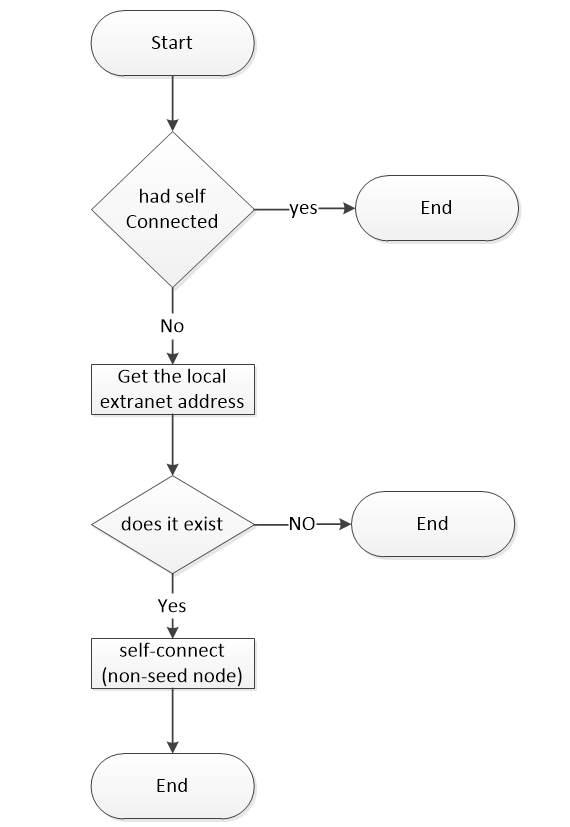 Start
had self
Connected
yes
End
No
Get the local
extranet address
does it exist
NO
End
Yes
self-connect
(non-seed node)
End